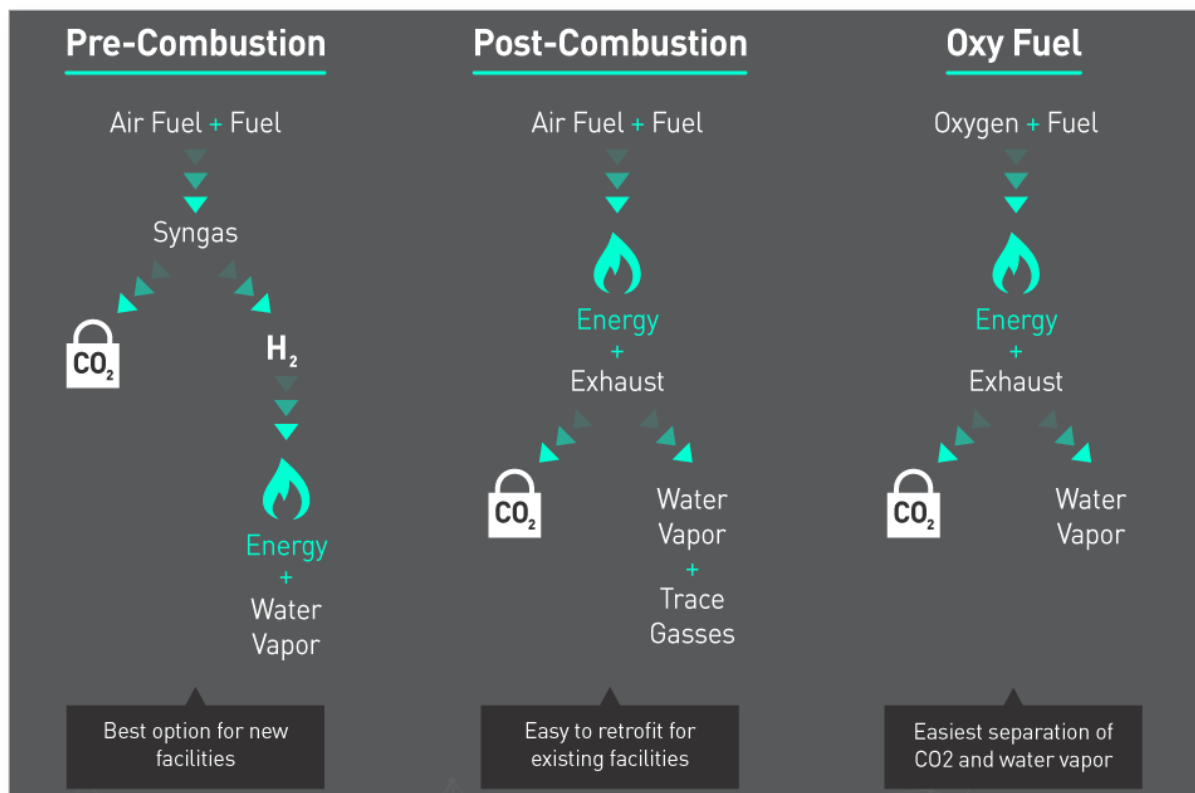 Pre-Combustion
Air Fuel + Fuel
Syngas
CO₂
H₂
Energy
+
Water
Vapor
Best option for new
facilities
Post-Combustion
Air Fuel + Fuel
Energy
+
Exhaust
CO₂
Water
Vapor
+
Trace
Gasses
Easy to retrofit for
existing facilities
Oxy Fuel
Oxygen + Fuel
Energy
+
Exhaust
CO₂
Water
Vapor
Easiest separation of
CO2 and water vapor